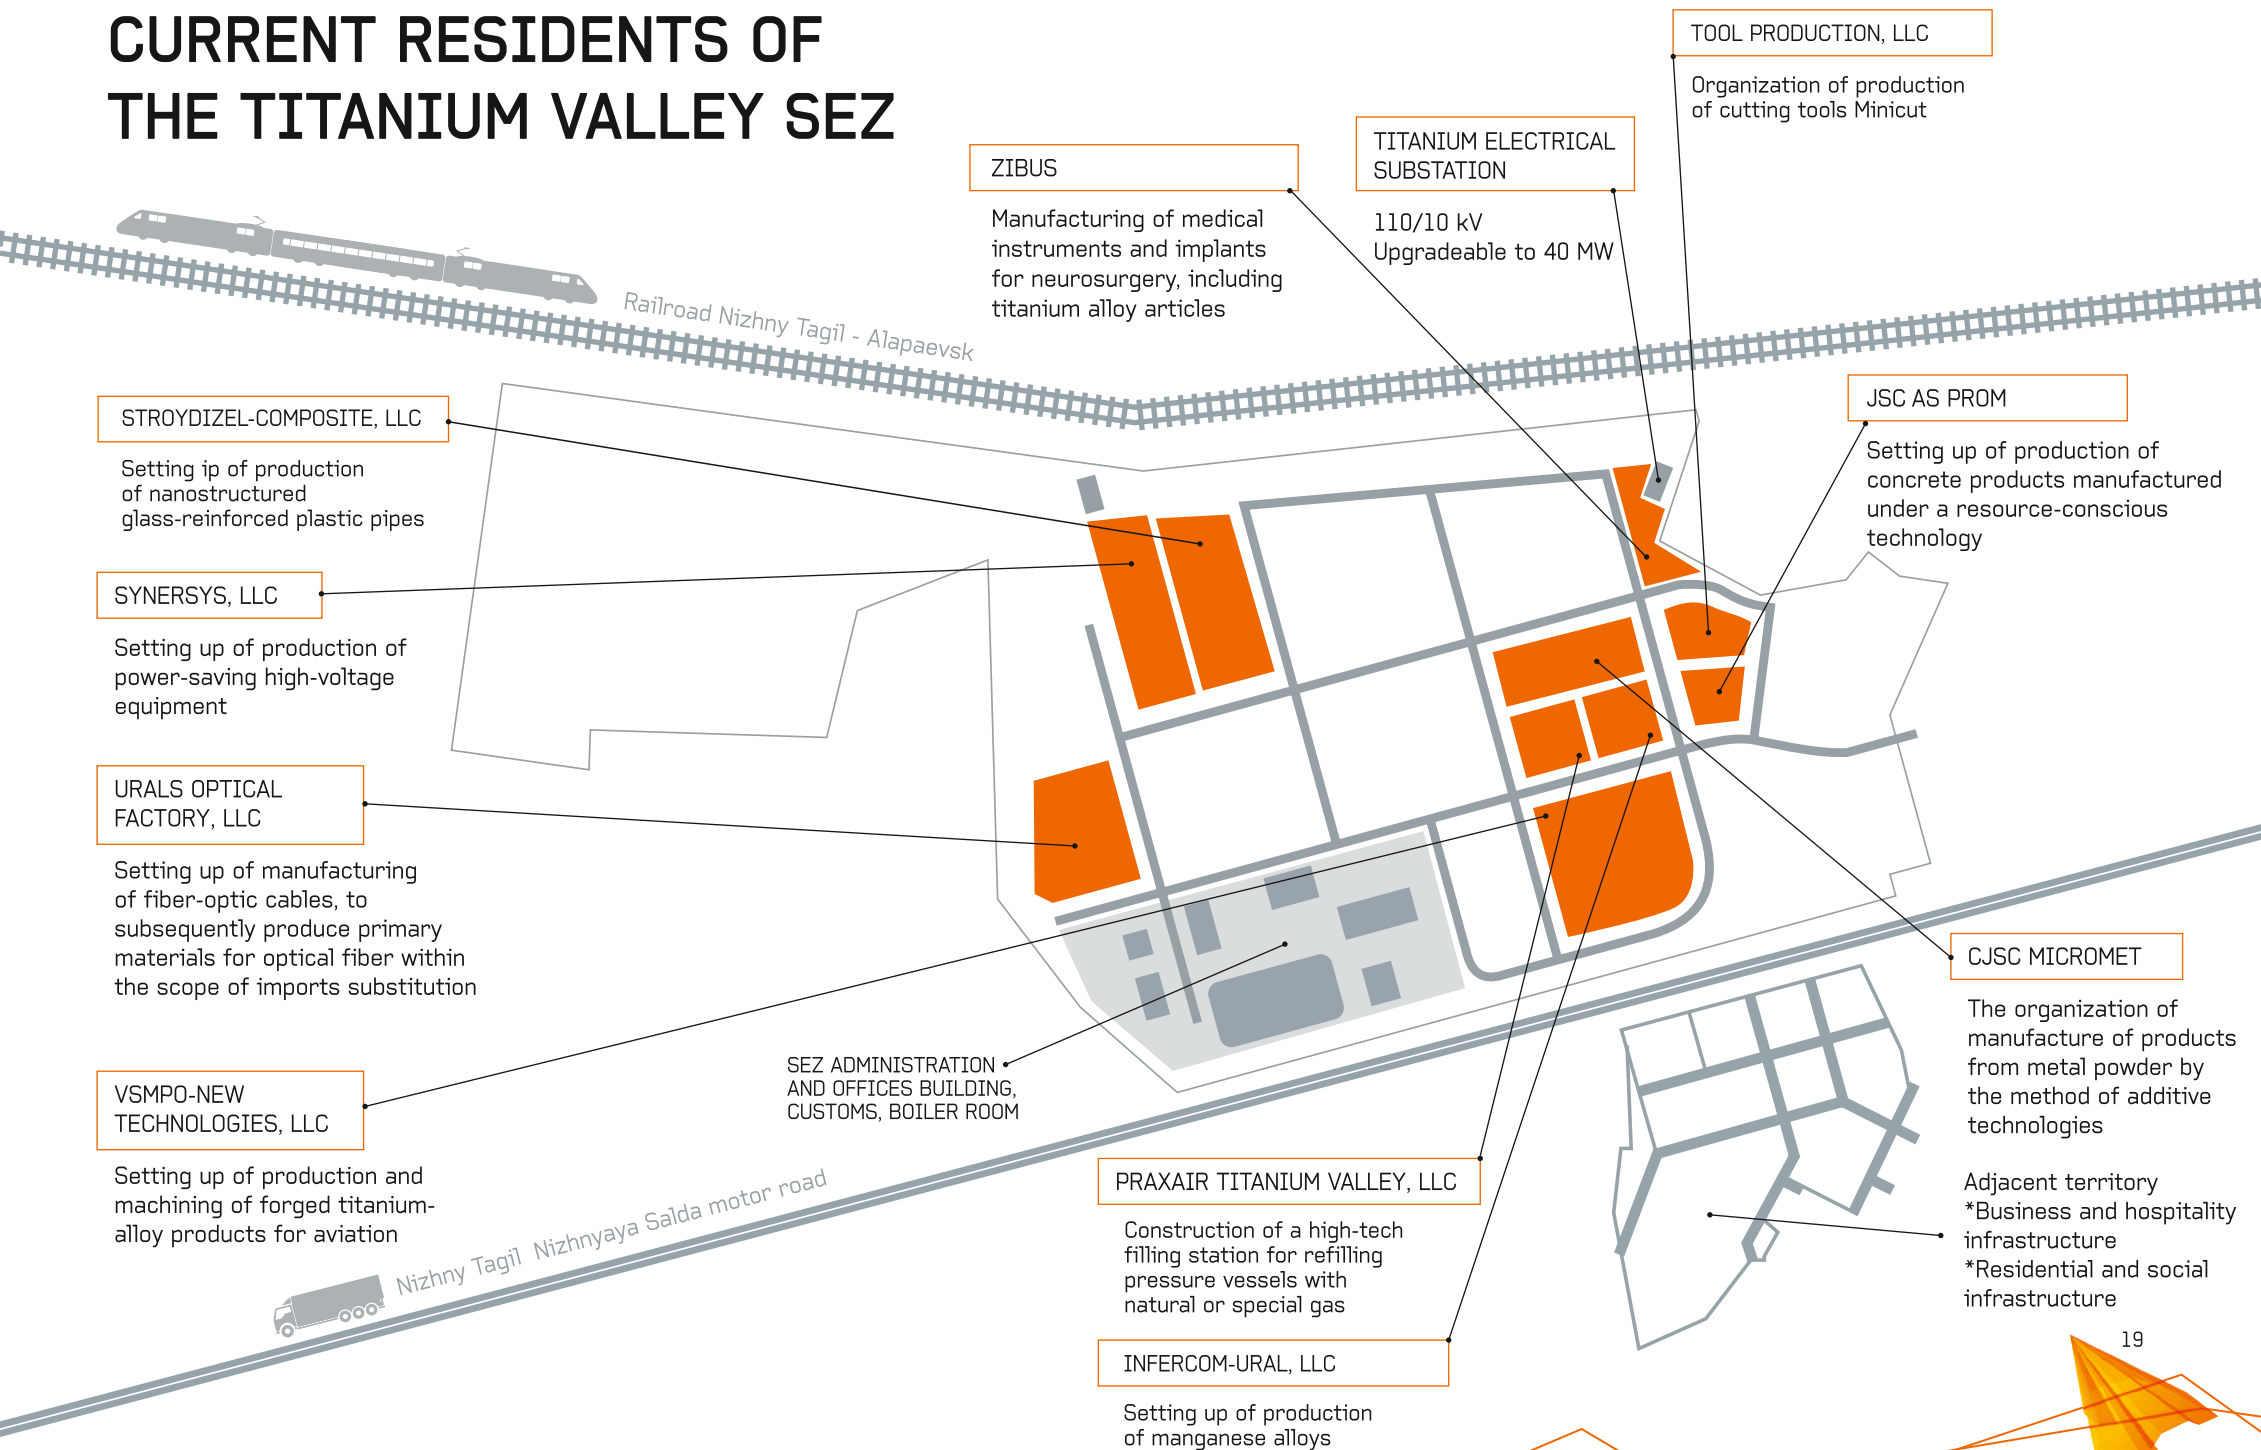 CURRENT RESIDENTS OF
THE TITANIUM VALLEY SEZ
TOOL PRODUCTION, LLC
Organization of production
of cutting tools Minicut
TITANIUM ELECTRICAL
SUBSTATION
110/10 kV
Upgradeable to 40 MW
ZIBUS
Manufacturing of medical
instruments and implants
for neurosurgery, including
titanium alloy articles
Railroad Nizhny Tagil - Alapaevsk
JSC AS PROM
Setting up of production of
concrete products manufactured
under a resource-conscious
technology
STROYDIZEL-COMPOSITE, LLC
Setting ip of production
of nanostructured
glass-reinforced plastic pipes
SYNERSYS, LLC
Setting up of production of
power-saving high-voltage
equipment
URALS OPTICAL
FACTORY, LLC
Setting up of manufacturing
of fiber-optic cables, to
subsequently produce primary
materials for optical fiber within
the scope of imports substitution
VSMPO-NEW
TECHNOLOGIES, LLC
Setting up of production and
machining of forged titanium-
alloy products for aviation
SEZ ADMINISTRATION
AND OFFICES BUILDING,
CUSTOMS, BOILER ROOM
Nizhny Tagil Nizhnyaya Salda motor road
PRAXAIR TITANIUM VALLEY, LLC
Construction of a high-tech
filling station for refilling
pressure vessels with
natural or special gas
INFERCOM-URAL, LLC
Setting up of production
of manganese alloys
CJSC MICROMET
The organization of
manufacture of products
from metal powder by
the method of additive
technologies
Adjacent territory
*Business and hospitality
infrastructure
*Residential and social
infrastructure
19